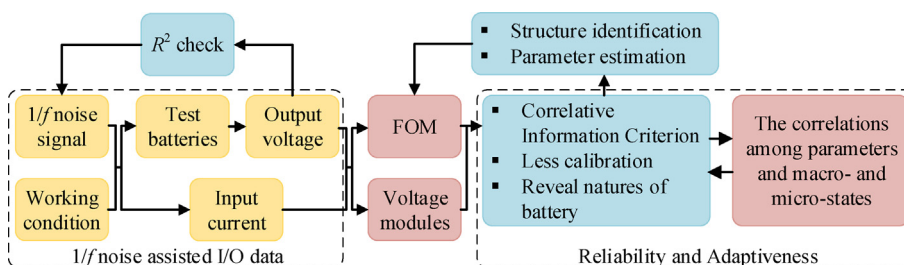 R² check
▪ Structure identification
▪ Parameter estimation
1/f noise
signal
Test
batteries
Output
voltage
FOM
▪ Correlative
Information Criterion
▪ Less calibration
▪ Reveal natures of
battery
The correlations
among parameters
and macro- and
micro-states
Working
condition
Input
current
Voltage
modules
1/f noise assisted I/O data
Reliability and Adaptiveness